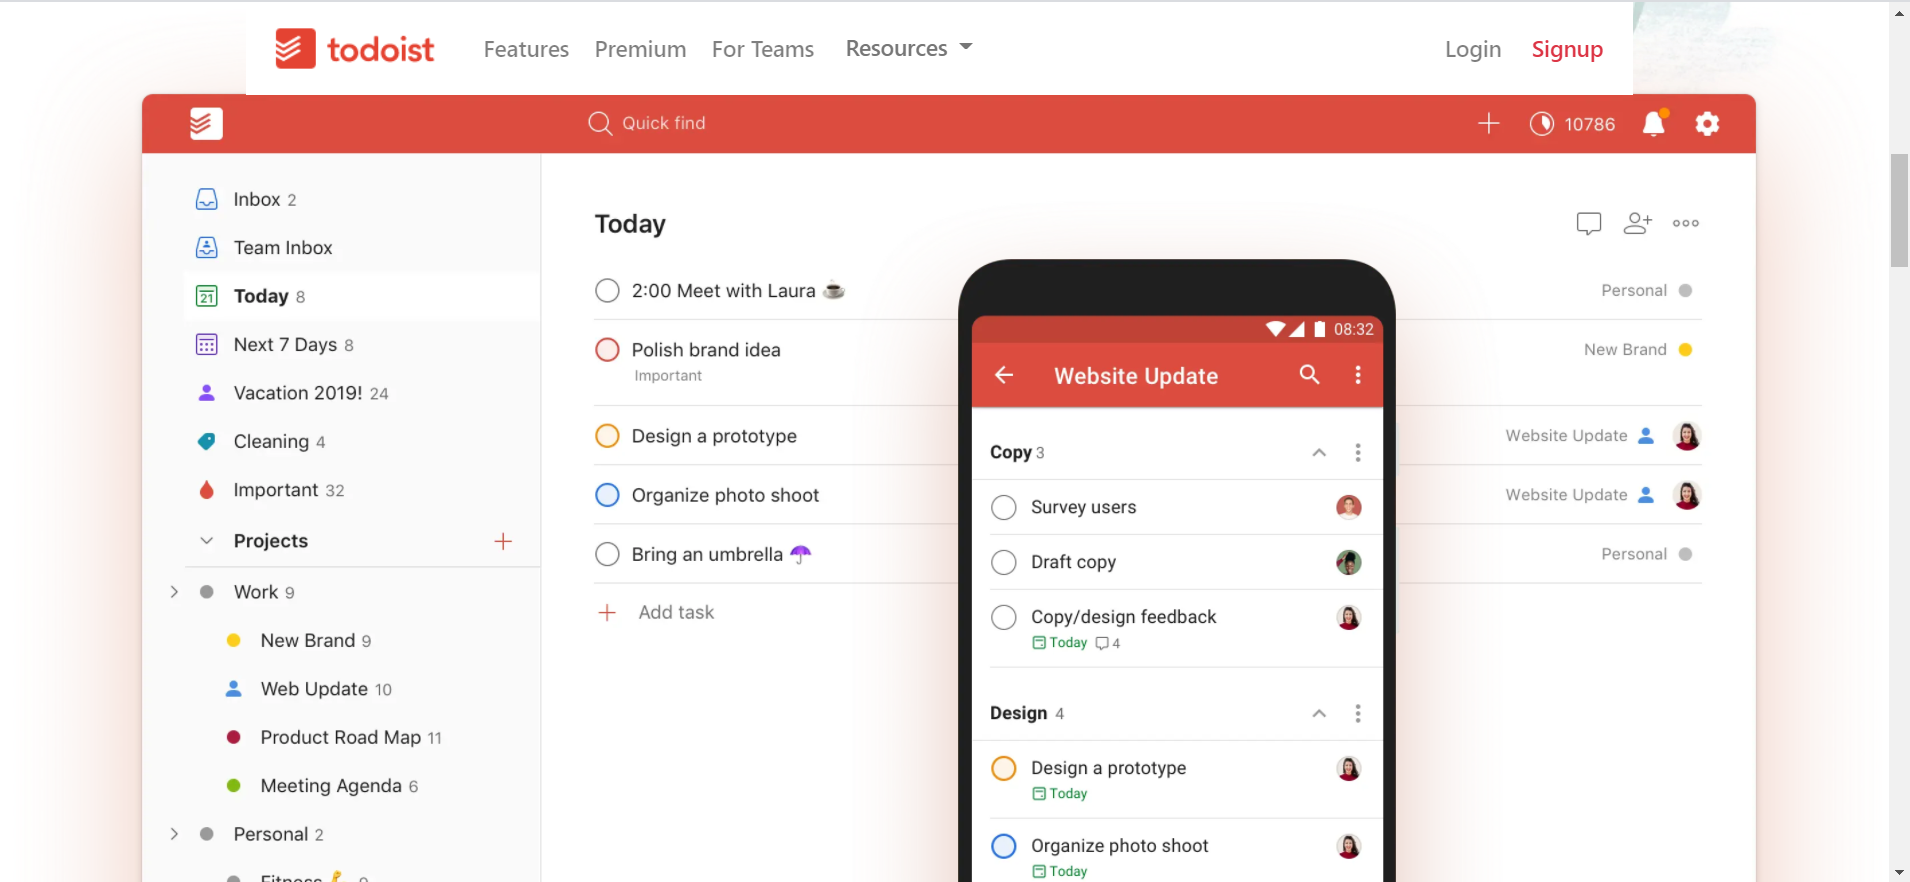 todoist Features Premium For Teams Resources Login Signup
Quick find 10786
Inbox 2
Team Inbox
Today 8
Next 7 Days 8
Vacation 2019! 24
Cleaning 4
Important 32
Projects
Work 9
New Brand 9
Web Update 10
Product Road Map 11
Meeting Agenda 6
Personal 2
Fitness 9
Today
2:00 Meet with Laura Personal
Polish brand idea New Brand
Important
Design a prototype Website Update
Organize photo shoot Website Update
Bring an umbrella Personal
Add task
08:32
Website Update
Copy 3
Survey users
Draft copy
Copy/design feedback
Today 4
Design 4
Design a prototype
Today
Organize photo shoot
Today
21